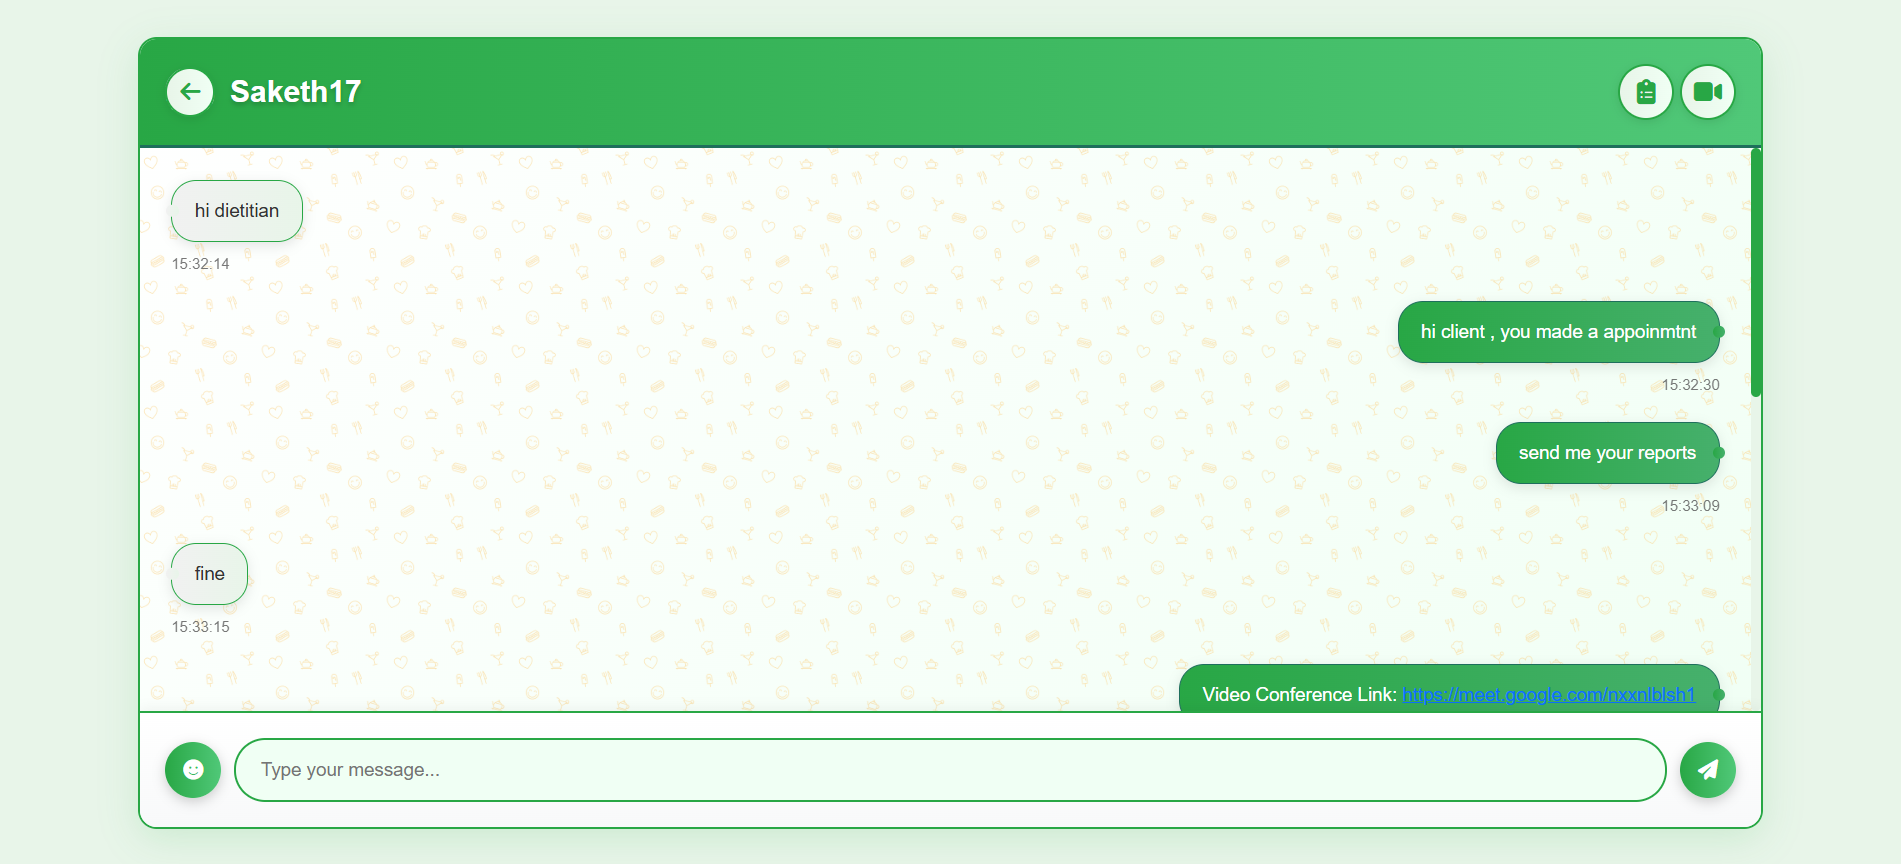 Saketh17
hi dietitian
15:32:14
hi client , you made a appoinmtnt
15:32:30
send me your reports
15:33:09
fine
15:33:15
Video Conference Link: https://meet.google.com/nxxnlblsh1
Type your message...